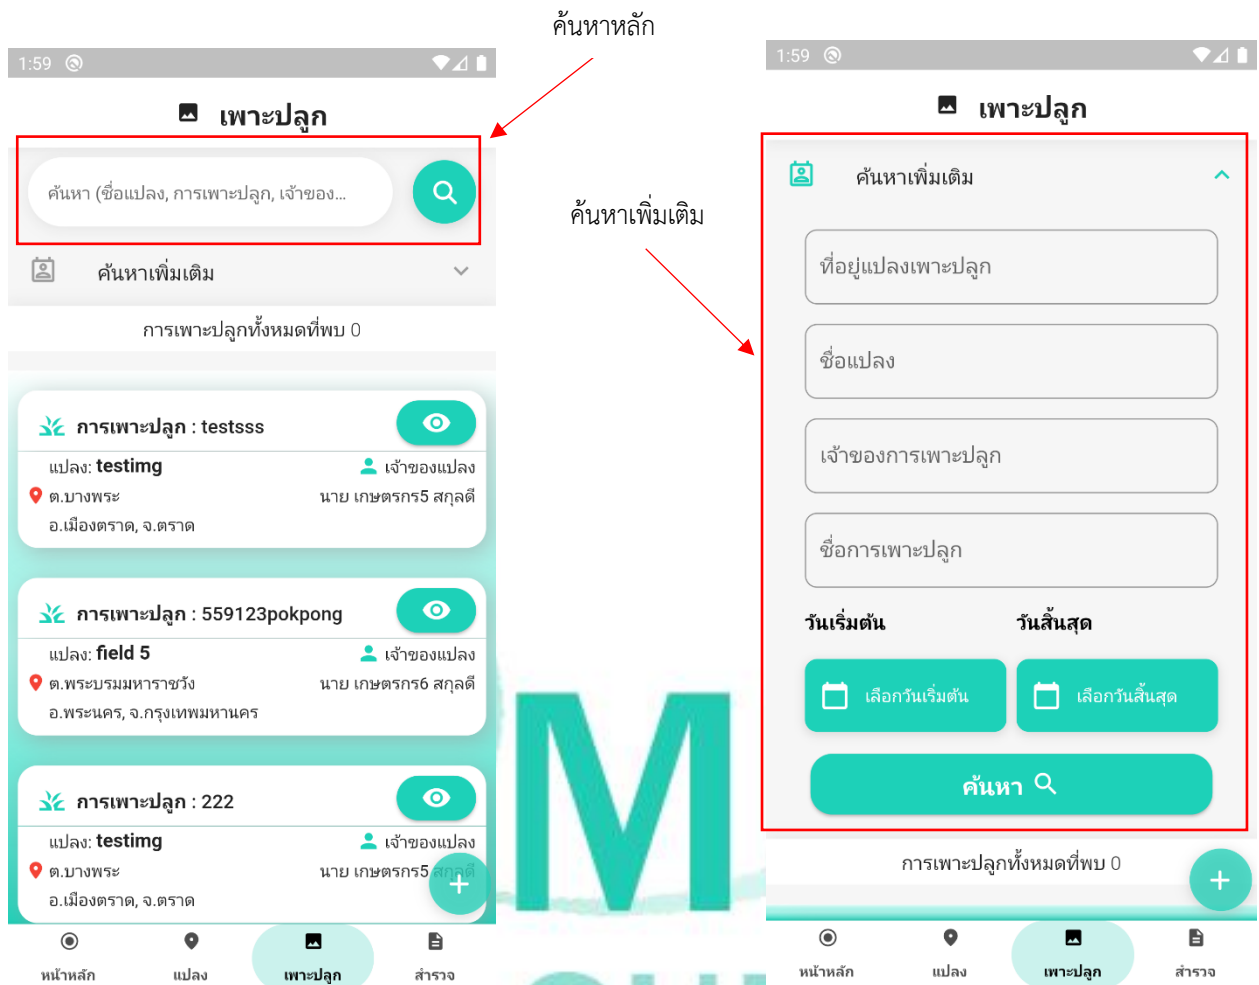 ค้นหาหลัก
1:59
เพาะปลูก
ค้นหา (ชื่อแปลง, การเพาะปลูก, เจ้าของ...
ค้นหาเพิ่มเติม
การเพาะปลูกทั้งหมดที่พบ 0
การเพาะปลูก : testsss
แปลง: testimg เจ้าของแปลง
ต.บางพระ นาย เกษตรกร5 สกุลดี
อ.เมืองตราด, จ.ตราด
การเพาะปลูก : 559123pokpong
แปลง: field 5 เจ้าของแปลง
ต.พระบรมมหาราชวัง นาย เกษตรกร6 สกุลดี
อ.พระนคร, จ.กรุงเทพมหานคร
การเพาะปลูก : 222
แปลง: testimg เจ้าของแปลง
ต.บางพระ นาย เกษตรกร5 สกุลดี
อ.เมืองตราด, จ.ตราด
หน้าหลัก แปลง เพาะปลูก สำรวจ
ค้นหาเพิ่มเติม
1:59
เพาะปลูก
ค้นหาเพิ่มเติม
ที่อยู่แปลงเพาะปลูก
ชื่อแปลง
เจ้าของการเพาะปลูก
ชื่อการเพาะปลูก
วันเริ่มต้น วันสิ้นสุด
เลือกวันเริ่มต้น เลือกวันสิ้นสุด
ค้นหา
การเพาะปลูกทั้งหมดที่พบ 0
หน้าหลัก แปลง เพาะปลูก สำรวจ
M